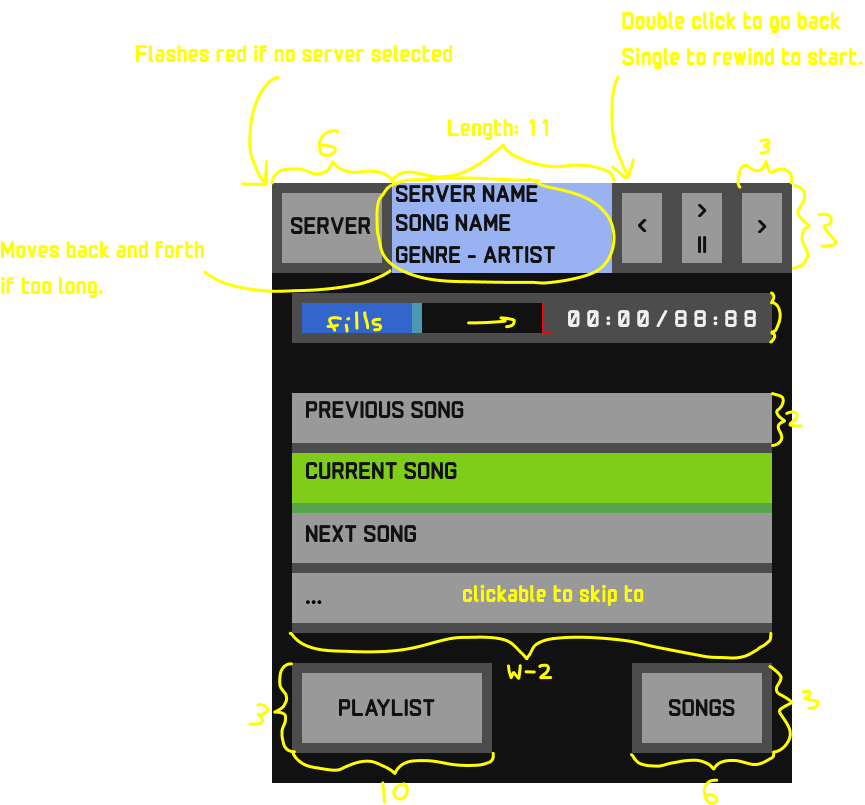 Double click to go back
Single to rewind to start.
Flashes red if no server selected
Length: 11
6
3
SERVER
SERVER NAME
SONG NAME
GENRE - ARTIST
<
>
||
>
3
Moves back and forth
if too long.
Fills
00:00/88:88
PREVIOUS SONG
2
CURRENT SONG
NEXT SONG
...
clickable to skip to
W-2
3
PLAYLIST
SONGS
3
10
6